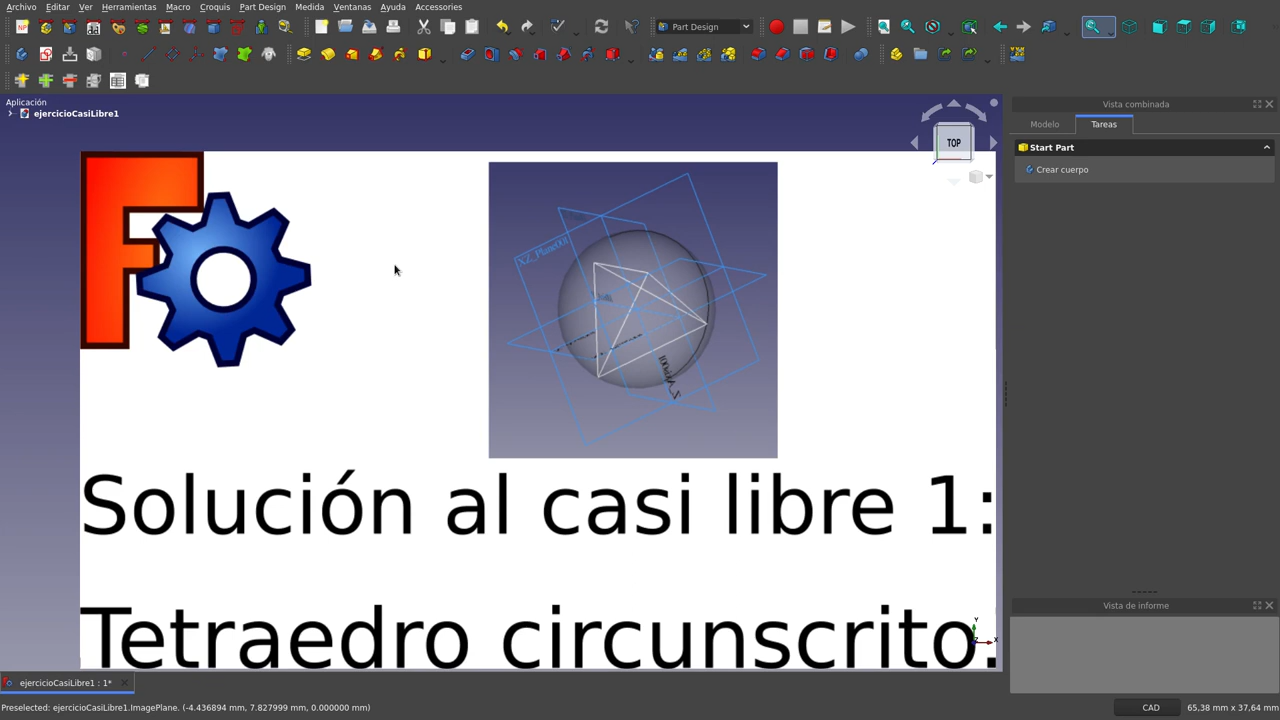 Archivo Editar Ver Herramientas Macro Croquis Part Design Medida Ventanas Ayuda Accessories
Part Design
Aplicación
ejercicioCasiLibre1
TOP
Vista combinada
Modelo Tareas
Start Part
Crear cuerpo
Solución al casi libre 1:
Tetraedro circunscrito.
Y
X
Vista de informe
ejercicioCasiLibre1 : 1*
Preselected: ejercicioCasiLibre1.ImagePlane. (-4.436894 mm, 7.827999 mm, 0.000000 mm)
CAD
65,38 mm x 37,64 mm